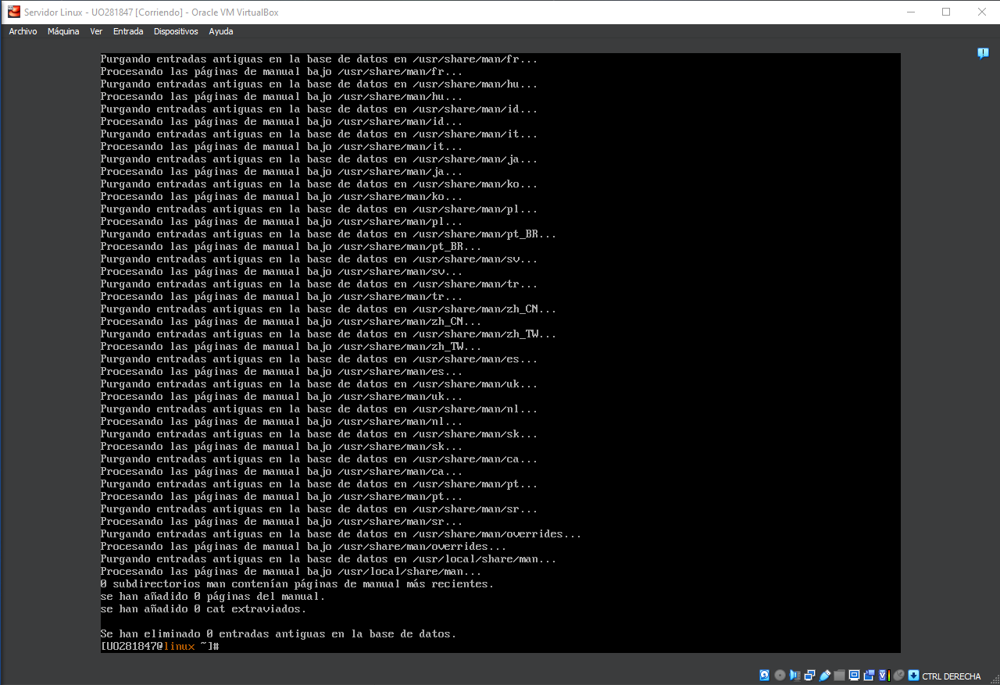 Servidor Linux - UO281847 [Corriendo] - Oracle VM VirtualBox
Archivo Máquina Ver Entrada Dispositivos Ayuda
Purgando entradas antiguas en la base de datos en /usr/share/man/fr...
Procesando las páginas de manual bajo /usr/share/man/fr...
Purgando entradas antiguas en la base de datos en /usr/share/man/hu...
Procesando las páginas de manual bajo /usr/share/man/hu...
Purgando entradas antiguas en la base de datos en /usr/share/man/id...
Procesando las páginas de manual bajo /usr/share/man/id...
Purgando entradas antiguas en la base de datos en /usr/share/man/it...
Procesando las páginas de manual bajo /usr/share/man/it...
Purgando entradas antiguas en la base de datos en /usr/share/man/ja...
Procesando las páginas de manual bajo /usr/share/man/ja...
Purgando entradas antiguas en la base de datos en /usr/share/man/ko...
Procesando las páginas de manual bajo /usr/share/man/ko...
Purgando entradas antiguas en la base de datos en /usr/share/man/pl...
Procesando las páginas de manual bajo /usr/share/man/pl...
Purgando entradas antiguas en la base de datos en /usr/share/man/pt_BR...
Procesando las páginas de manual bajo /usr/share/man/pt_BR...
Purgando entradas antiguas en la base de datos en /usr/share/man/sv...
Procesando las páginas de manual bajo /usr/share/man/sv...
Purgando entradas antiguas en la base de datos en /usr/share/man/tr...
Procesando las páginas de manual bajo /usr/share/man/tr...
Purgando entradas antiguas en la base de datos en /usr/share/man/zh_CN...
Procesando las páginas de manual bajo /usr/share/man/zh_CN...
Purgando entradas antiguas en la base de datos en /usr/share/man/zh_TW...
Procesando las páginas de manual bajo /usr/share/man/zh_TW...
Purgando entradas antiguas en la base de datos en /usr/share/man/es...
Procesando las páginas de manual bajo /usr/share/man/es...
Purgando entradas antiguas en la base de datos en /usr/share/man/uk...
Procesando las páginas de manual bajo /usr/share/man/uk...
Purgando entradas antiguas en la base de datos en /usr/share/man/nl...
Procesando las páginas de manual bajo /usr/share/man/nl...
Purgando entradas antiguas en la base de datos en /usr/share/man/sk...
Procesando las páginas de manual bajo /usr/share/man/sk...
Purgando entradas antiguas en la base de datos en /usr/share/man/ca...
Procesando las páginas de manual bajo /usr/share/man/ca...
Purgando entradas antiguas en la base de datos en /usr/share/man/pt...
Procesando las páginas de manual bajo /usr/share/man/pt...
Purgando entradas antiguas en la base de datos en /usr/share/man/sr...
Procesando las páginas de manual bajo /usr/share/man/sr...
Purgando entradas antiguas en la base de datos en /usr/share/man/overrides...
Procesando las páginas de manual bajo /usr/share/man/overrides...
Purgando entradas antiguas en la base de datos en /usr/local/share/man...
Procesando las páginas de manual bajo /usr/local/share/man...
0 subdirectorios man contenían páginas de manual más recientes.
se han añadido 0 páginas del manual.
se han añadido 0 cat extraviados.
Se han eliminado 0 entradas antiguas en la base de datos.
[UO281847@linux ~]#
CTRL DERECHA